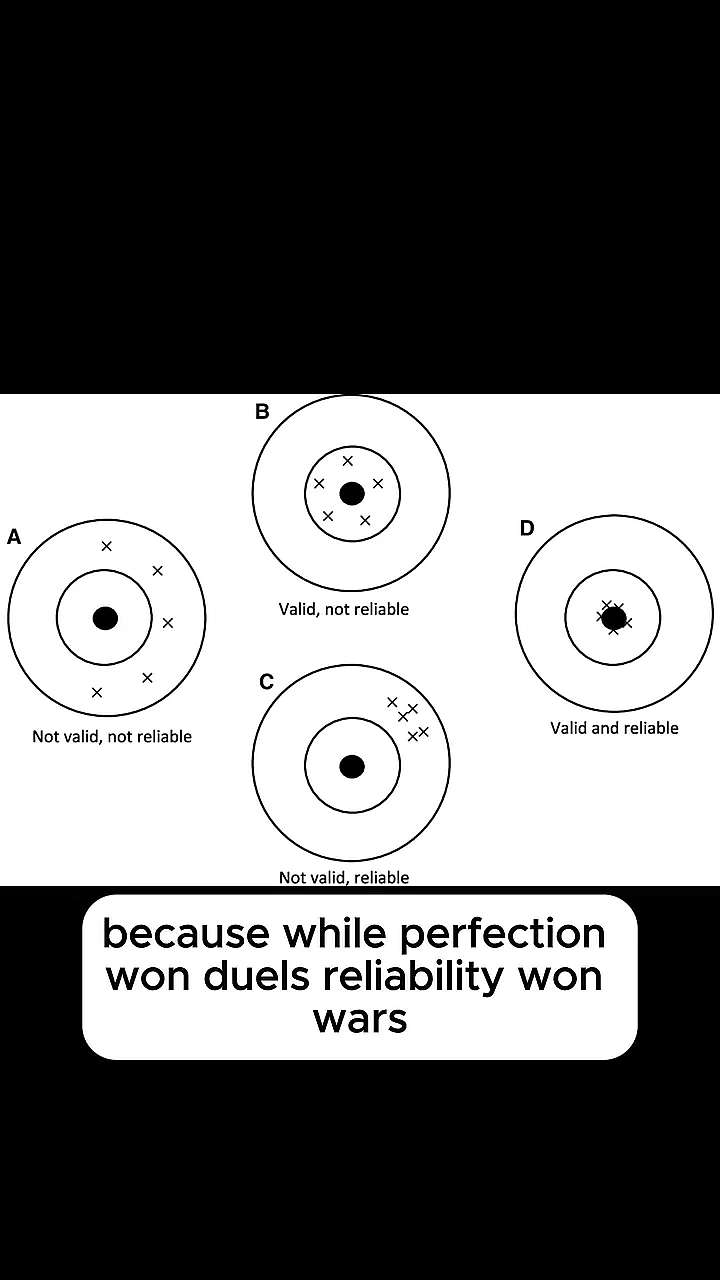 B
Valid, not reliable
A
Not valid, not reliable
D
Valid and reliable
C
Not valid, reliable
because while perfection
won duels reliability won
wars